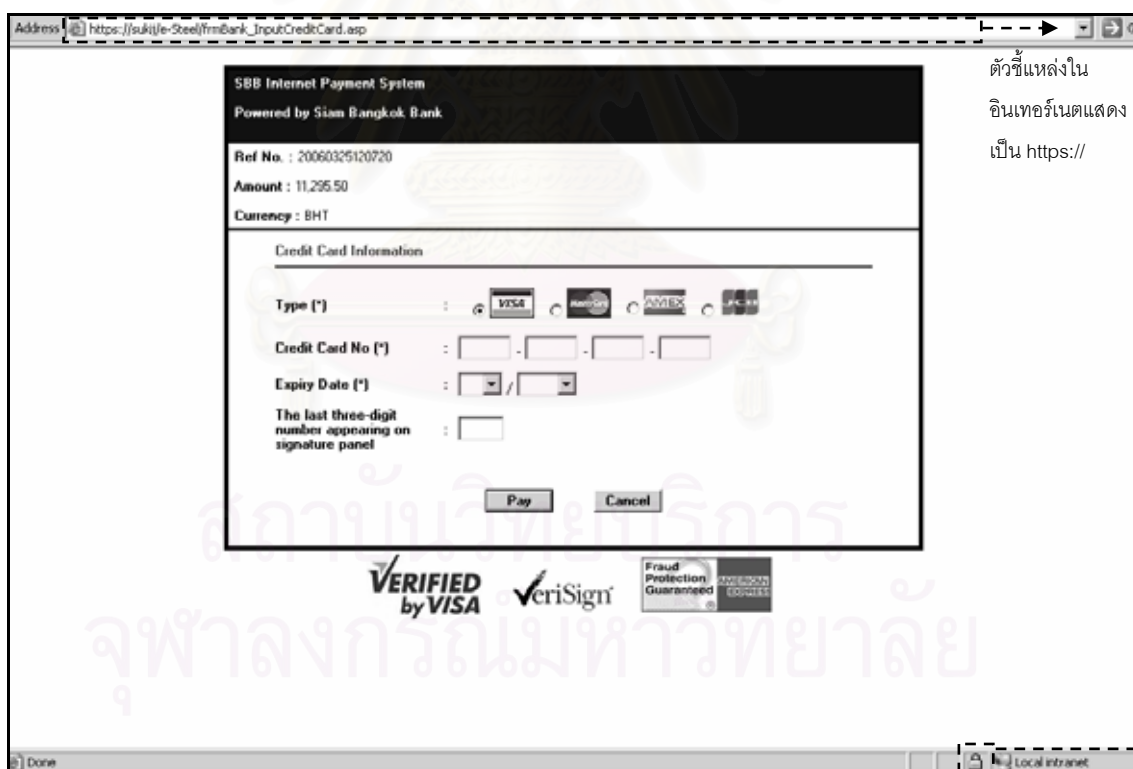 Address https://sukit/e-Steel/frmBank_InputCreditCard.asp
ตัวชี้แหล่งใน
อินเทอร์เนตแสดง
เป็น https://
SBB Internet Payment System
Powered by Siam Bangkok Bank
Ref No. : 20060325120720
Amount : 11,295.50
Currency : BHT
Credit Card Information
Type (*) : VISA MasterCard AMEX JCB
Credit Card No (*) : - - -
Expiry Date (*) : /
The last three-digit
number appearing on :
signature panel
Pay Cancel
สถาบันวิทยบริการ
VERIFIED
by VISA
VeriSign
Fraud
Protection
Guaranteed
AMERICAN
EXPRESS
จุฬาลงกรณ์มหาวิทยาลัย
Done Local intranet